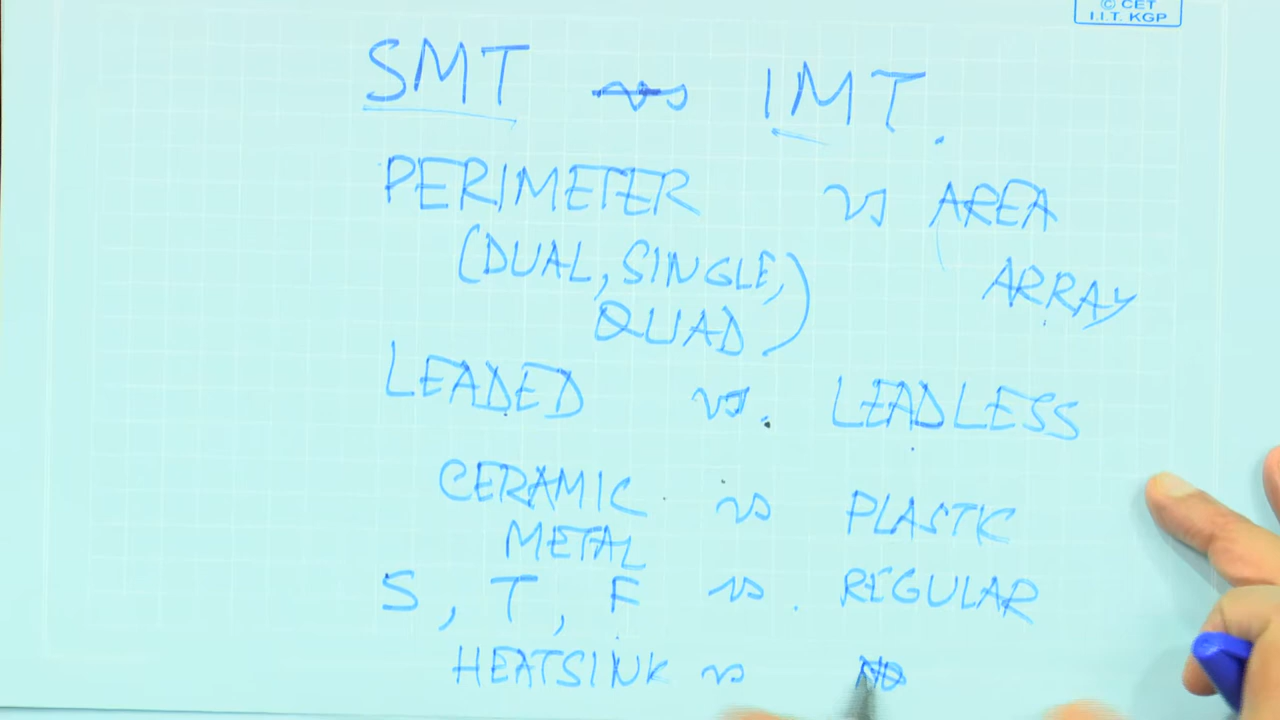 © CET
I.I.T. KGP
SMT vs IMT.
PERIMETER vs AREA
ARRAY
(DUAL, SINGLE,
QUAD)
LEADED vs. LEADLESS
CERAMIC vs PLASTIC
METAL
S, T, F vs. REGULAR
HEATSINK vs NO